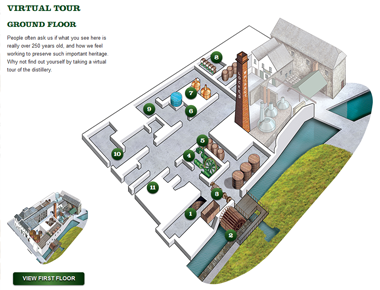 VIRTUAL TOUR
GROUND FLOOR
People often ask us if what you see here is
really over 250 years old, and how we feel
working to preserve such important heritage.
Why not find out yourself by taking a virtual
tour of the distillery.
8
7
9
6
5
10
4
11
3
1
2
VIEW FIRST FLOOR